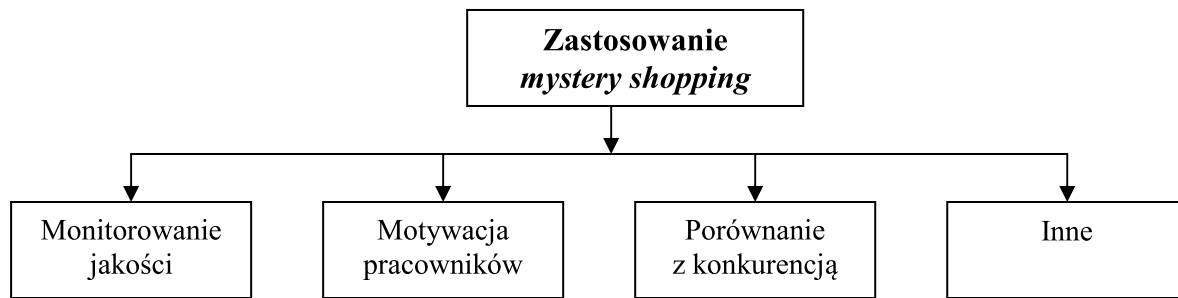 Zastosowanie
mystery shopping
Monitorowanie
jakości
Motywacja
pracowników
Porównanie
z konkurencją
Inne